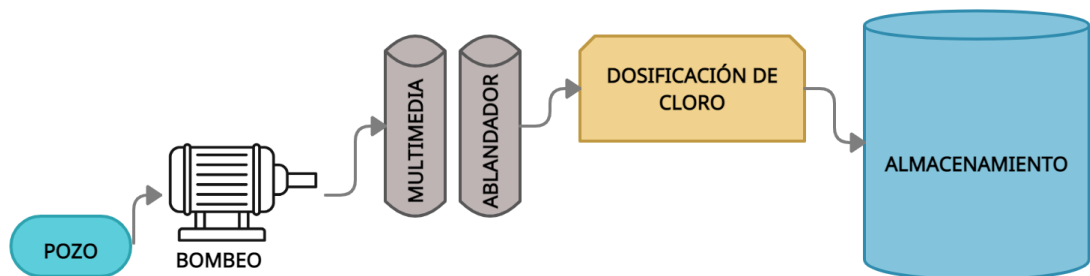 POZO
BOMBEO
MULTIMEDIA
ABLANDADOR
DOSIFICACIÓN DE
CLORO
ALMACENAMIENTO